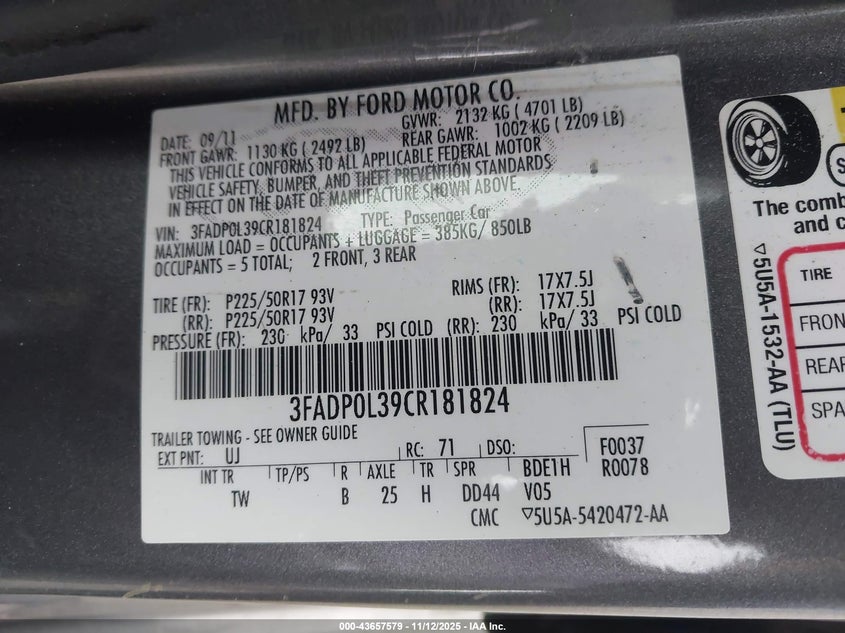 MFD. BY FORD MOTOR CO.
DATE: 09/11 GVWR: 2132 KG ( 4701 LB)
FRONT GAWR: 1130 KG ( 2492 LB) REAR GAWR: 1002 KG ( 2209 LB)
THIS VEHICLE CONFORMS TO ALL APPLICABLE FEDERAL MOTOR
VEHICLE SAFETY, BUMPER, AND THEFT PREVENTION STANDARDS
IN EFFECT ON THE DATE OF MANUFACTURE SHOWN ABOVE.
VIN: 3FADP0L39CR181824 TYPE: Passenger Car
MAXIMUM LOAD = OCCUPANTS + LUGGAGE = 385KG/ 850LB
OCCUPANTS = 5 TOTAL; 2 FRONT, 3 REAR
TIRE (FR): P225/50R17 93V RIMS (FR): 17X7.5J
(RR): P225/50R17 93V (RR): 17X7.5J
PRESSURE (FR): 230 kPa/ 33 PSI COLD (RR): 230 kPa/ 33 PSI COLD
3FADP0L39CR181824
TRAILER TOWING - SEE OWNER GUIDE
EXT PNT: UJ RC: 71 DSO: F0037
INT TR TP/PS R AXLE TR SPR BDE1H R0078
TW B 25 H DD44 V05
CMC ▽5U5A-5420472-AA
The comb
and c
TIRE
FRON
REAR
SPA
▽5U5A-1532-AA (TLU)
000-43657579 - 11/12/2025 - IAA Inc.